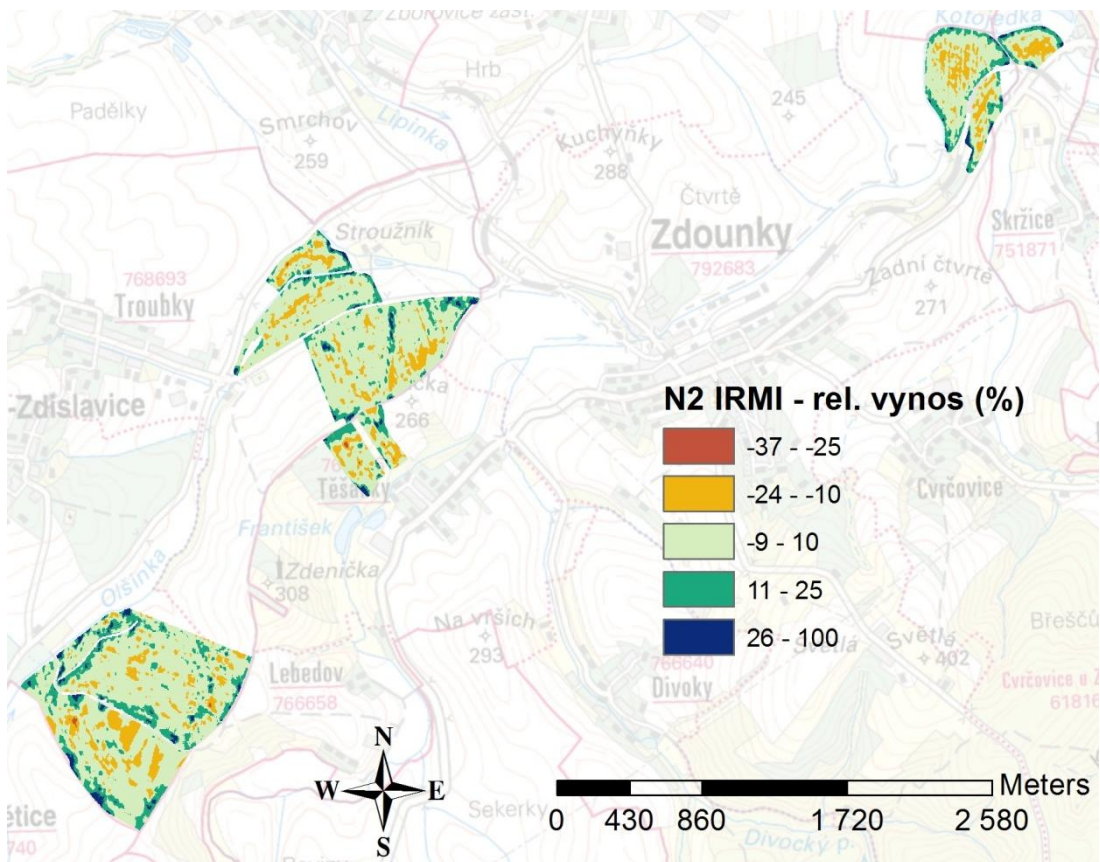 Kotojedka
Z. Zborovice zast.
Hrb
Padělky
Smrchov
259
Lipinka
245
Kuchyňky
288
Čtvrtě
Stroužník
Zdounky
792683
Skržice
751871
768693
Troubky
Zadní čtvrtě
271
-Zdislavice
266
N2 IRMI - rel. vynos (%)
-37 - -25
-24 - -10
-9 - 10
11 - 25
26 - 100
Těšánky
Cvrčovice
František
Zdenička
308
Olšinka
Na vrších
293
Světlá
402
Břeščů
Lebedov
766658
766640
Divoky
Světlá
Cvrčovice u Z
61816
N
W E
S
Meters
0 430 860 1 720 2 580
ětice
740
Sekerky
Divocký p.